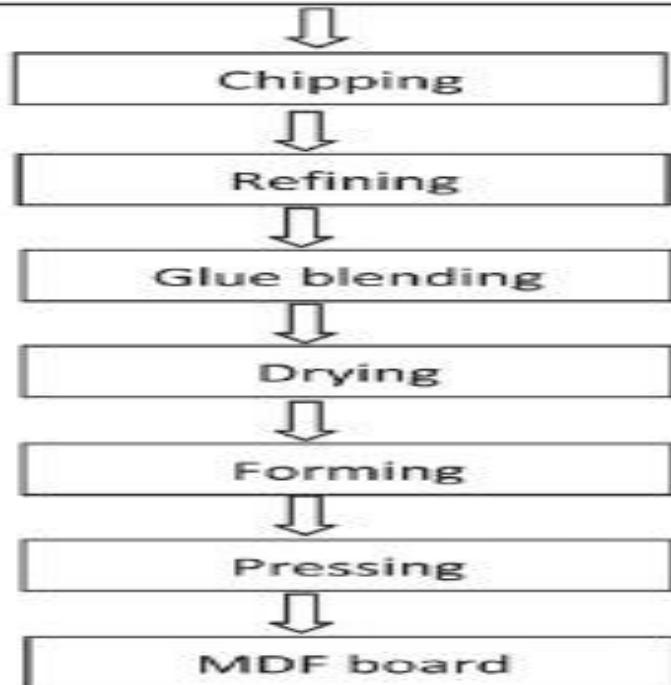 Chipping
Refining
Glue blending
Drying
Forming
Pressing
MDF board